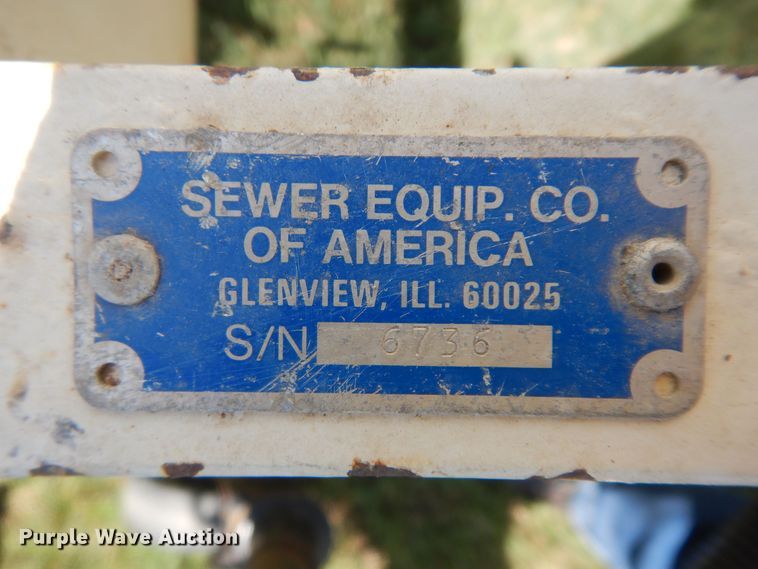 SEWER EQUIP. CO.
OF AMERICA
GLENVIEW, ILL. 60025
S/N 6736
Purple Wave Auction